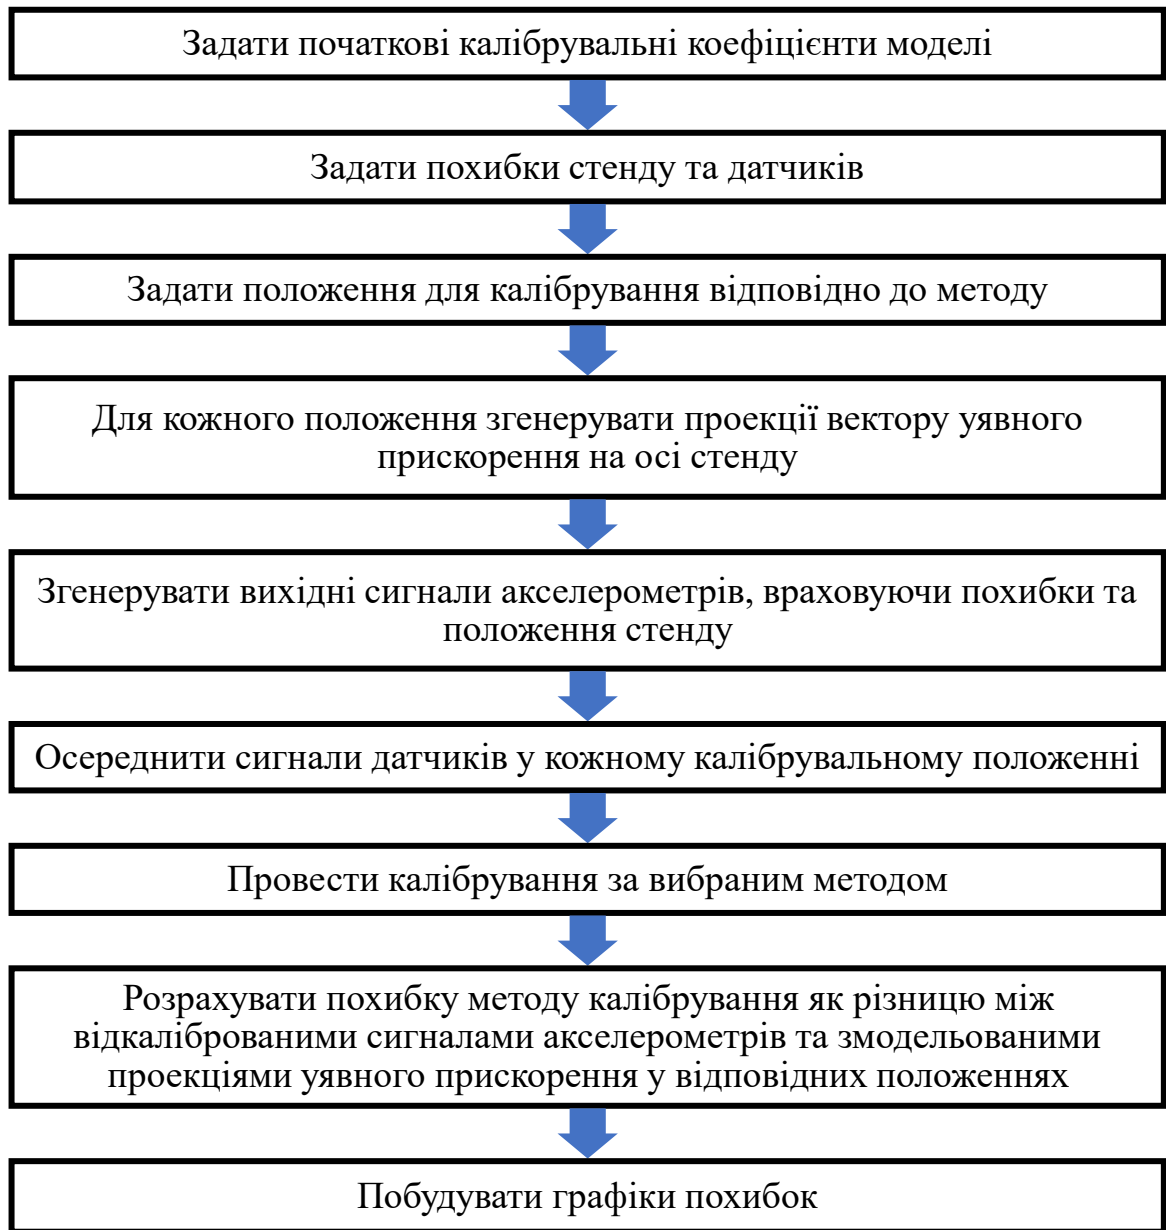 Задати початкові калібрувальні коефіцієнти моделі
Задати похибки стенду та датчиків
Задати положення для калібрування відповідно до методу
Для кожного положення згенерувати проекції вектору уявного
прискорення на осі стенду
Згенерувати вихідні сигнали акселерометрів, враховуючи похибки та
положення стенду
Осереднити сигнали датчиків у кожному калібрувальному положенні
Провести калібрування за вибраним методом
Розрахувати похибку методу калібрування як різницю між
відкаліброваними сигналами акселерометрів та змодельованими
проекціями уявного прискорення у відповідних положеннях
Побудувати графіки похибок